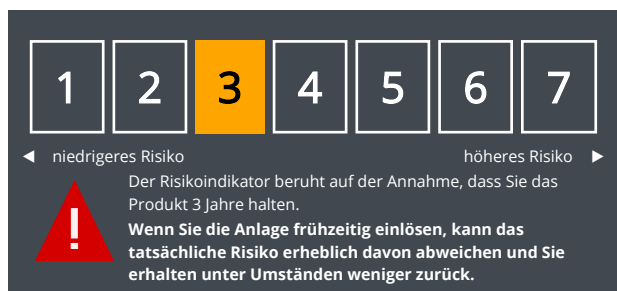 1 2 3 4 5 6 7
◄ niedrigeres Risiko höheres Risiko ►
Der Risikoindikator beruht auf der Annahme, dass Sie das
Produkt 3 Jahre halten.
!
Wenn Sie die Anlage frühzeitig einlösen, kann das
tatsächliche Risiko erheblich davon abweichen und Sie
erhalten unter Umständen weniger zurück.